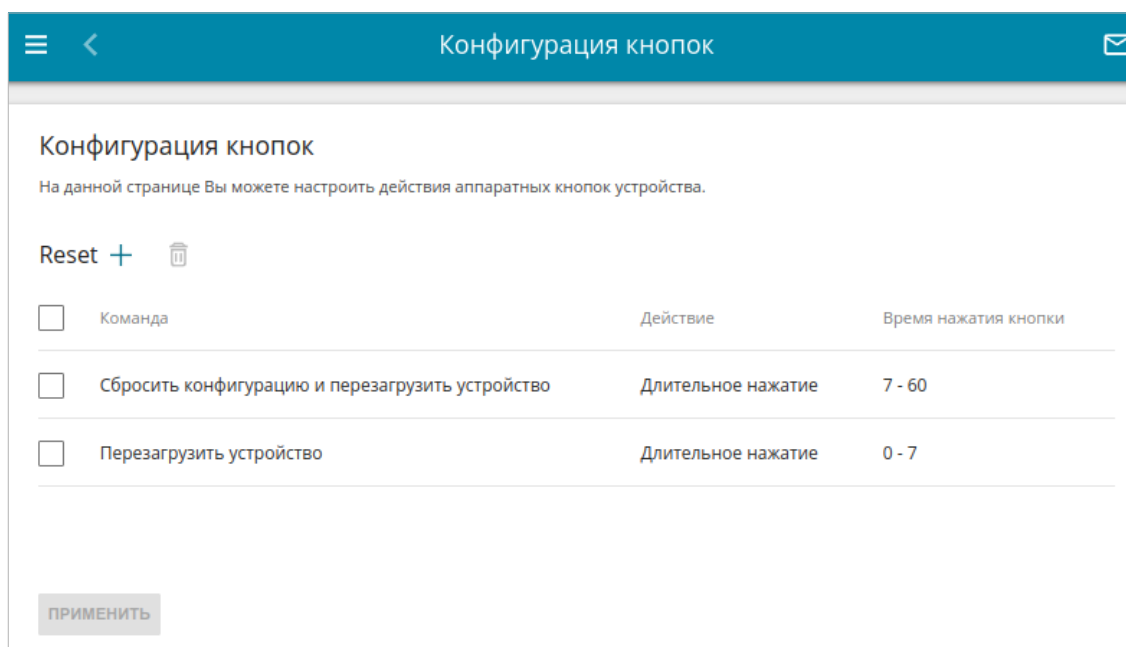 Конфигурация кнопок
Конфигурация кнопок
На данной странице Вы можете настроить действия аппаратных кнопок устройства.
Reset
Команда Действие Время нажатия кнопки
Сбросить конфигурацию и перезагрузить устройство Длительное нажатие 7 - 60
Перезагрузить устройство Длительное нажатие 0 - 7
ПРИМЕНИТЬ